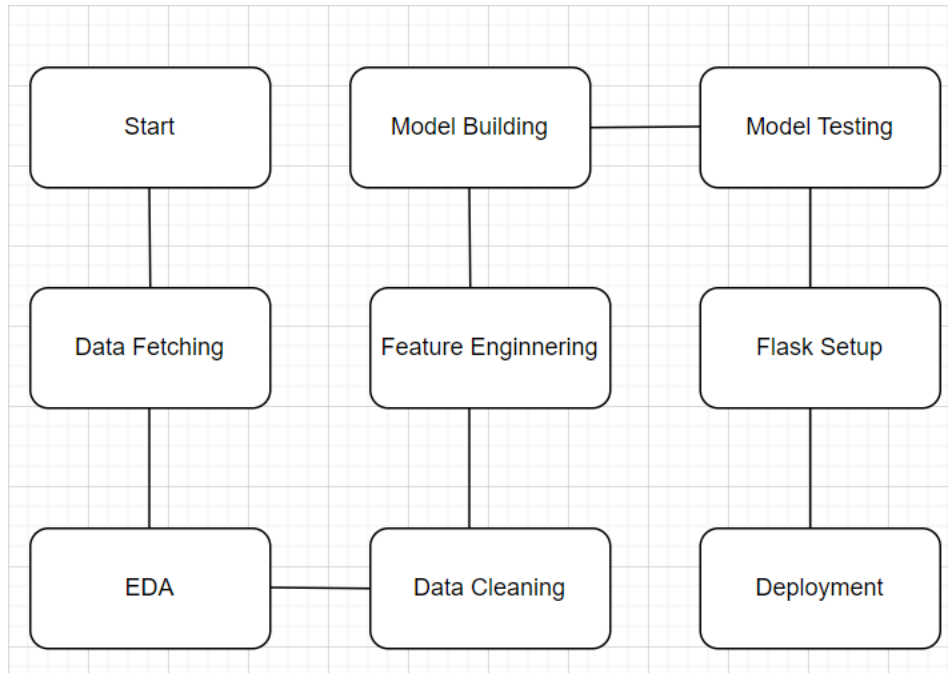 Start
Model Building
Model Testing
Data Fetching
Feature Enginnering
Flask Setup
EDA
Data Cleaning
Deployment